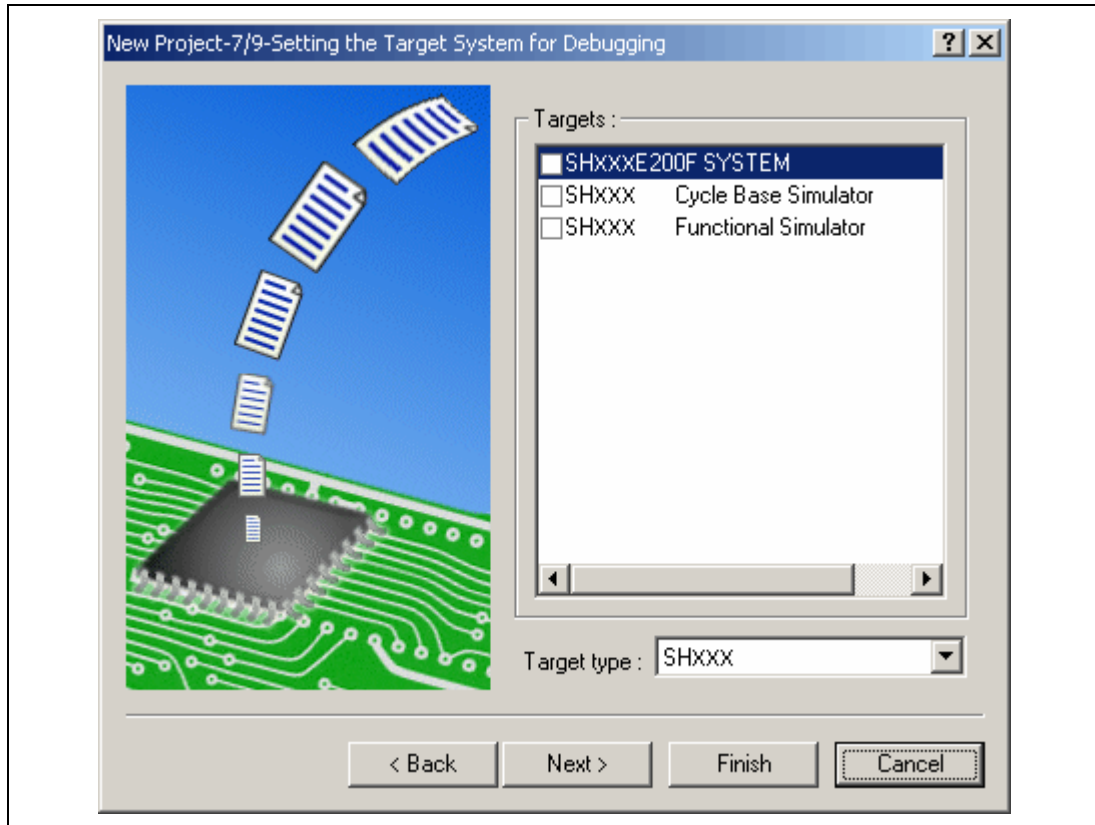 New Project-7/9-Setting the Target System for Debugging
Targets :
SHXXXE200F SYSTEM
SHXXX Cycle Base Simulator
SHXXX Functional Simulator
Target type : SHXXX
< Back Next > Finish Cancel